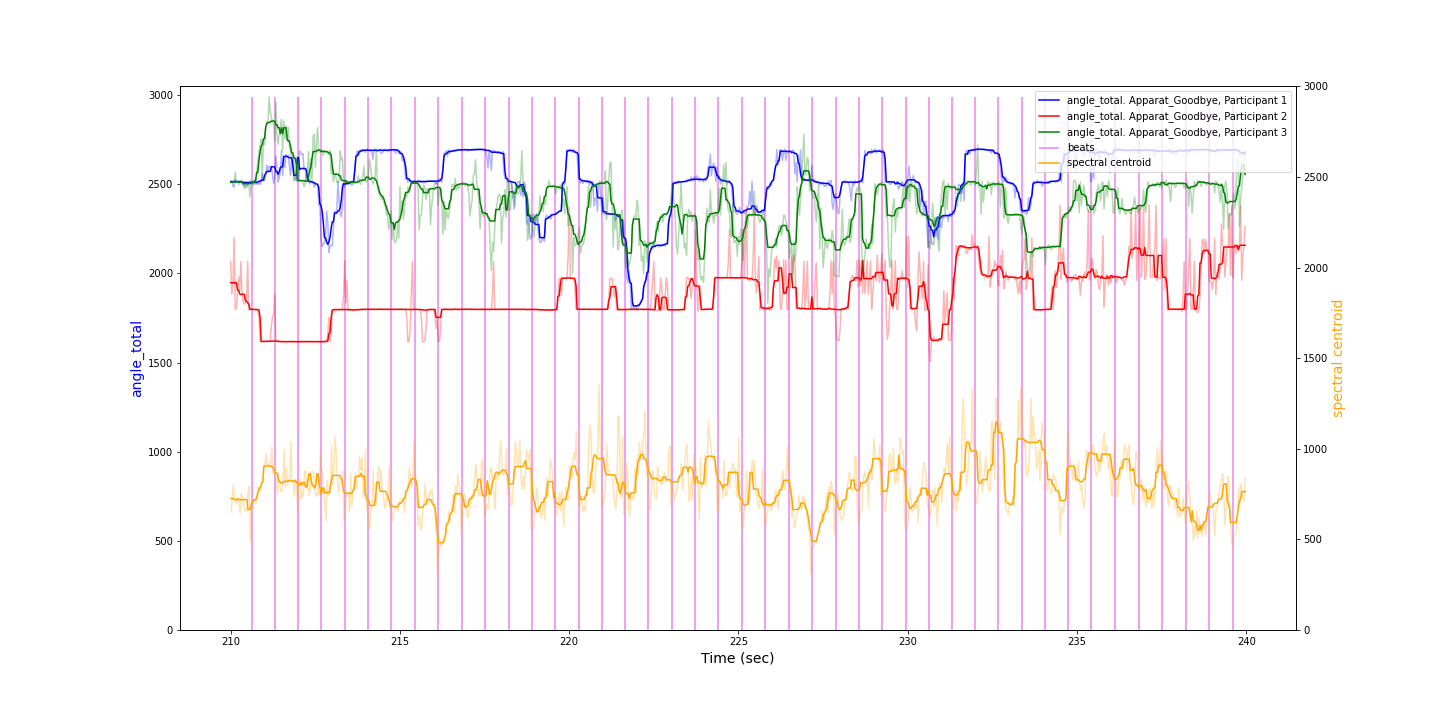 3000
2500
2000
1500
1000
500
0
angle_total
3000
2500
2000
1500
1000
500
0
spectral centroid
angle_total. Apparat_Goodbye, Participant 1
angle_total. Apparat_Goodbye, Participant 2
angle_total. Apparat_Goodbye, Participant 3
beats
spectral centroid
210
215
220
225
230
235
240
Time (sec)